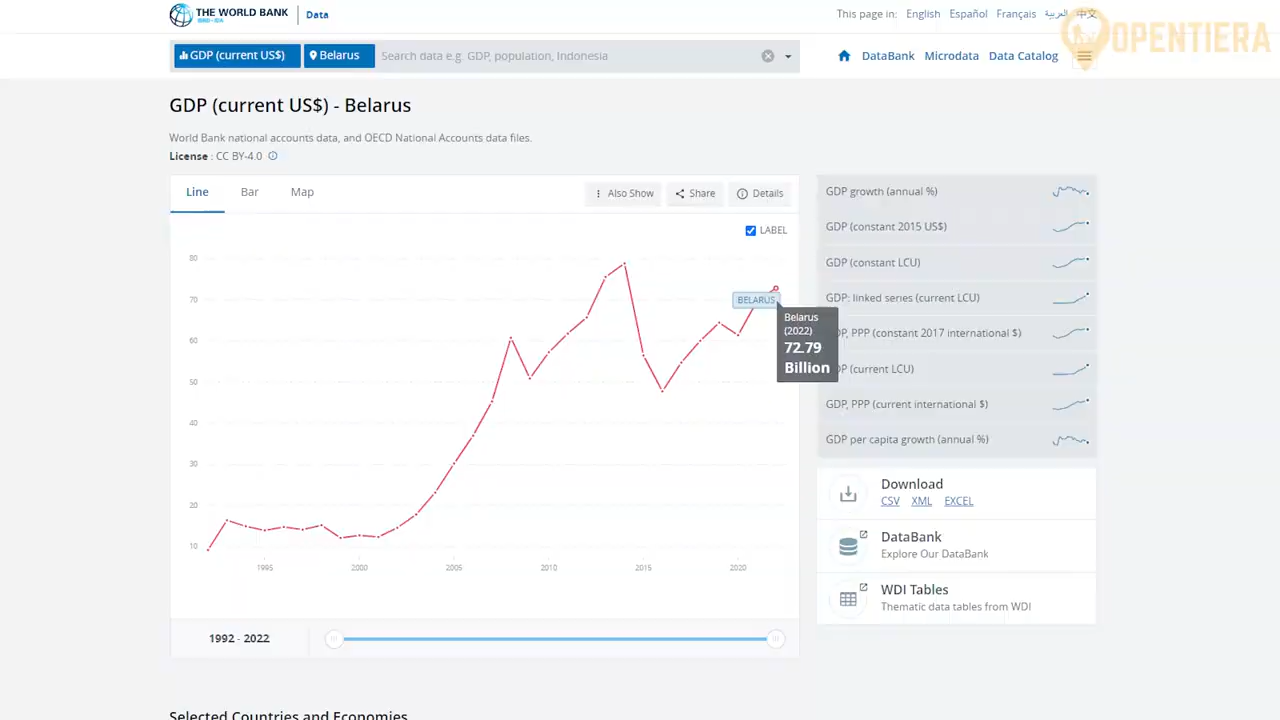 THE WORLD BANK
IBRD • IDA
Data
This page in: English Español Français العربية 中文
OPENTIERA
GDP (current US$) Belarus Search data e.g. GDP, population, Indonesia
DataBank Microdata Data Catalog
GDP (current US$) - Belarus
World Bank national accounts data, and OECD National Accounts data files.
License : CC BY-4.0
Line Bar Map
Also Show Share Details
LABEL
80
70
60
50
40
30
20
10
1995 2000 2005 2010 2015 2020
BELARUS
Belarus
(2022)
72.79
Billion
1992 - 2022
GDP growth (annual %)
GDP (constant 2015 US$)
GDP (constant LCU)
GDP: linked series (current LCU)
, PPP (constant 2017 international $)
(current LCU)
GDP, PPP (current international $)
GDP per capita growth (annual %)
Download
CSV XML EXCEL
DataBank
Explore Our DataBank
WDI Tables
Thematic data tables from WDI
Selected Countries and Economies